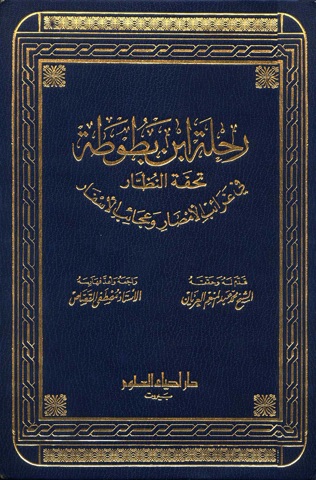 رحلة ابن بطوطة
تحفة النظار
في غرائب الأمصار وعجائب الأسفار
قدم له وحققه
الشيخ محمد عبد المنعم العريان
راجعه وأعد فهارسه
الأستاذ مصطفى القصاص
دار إحياء العلوم
بيروت